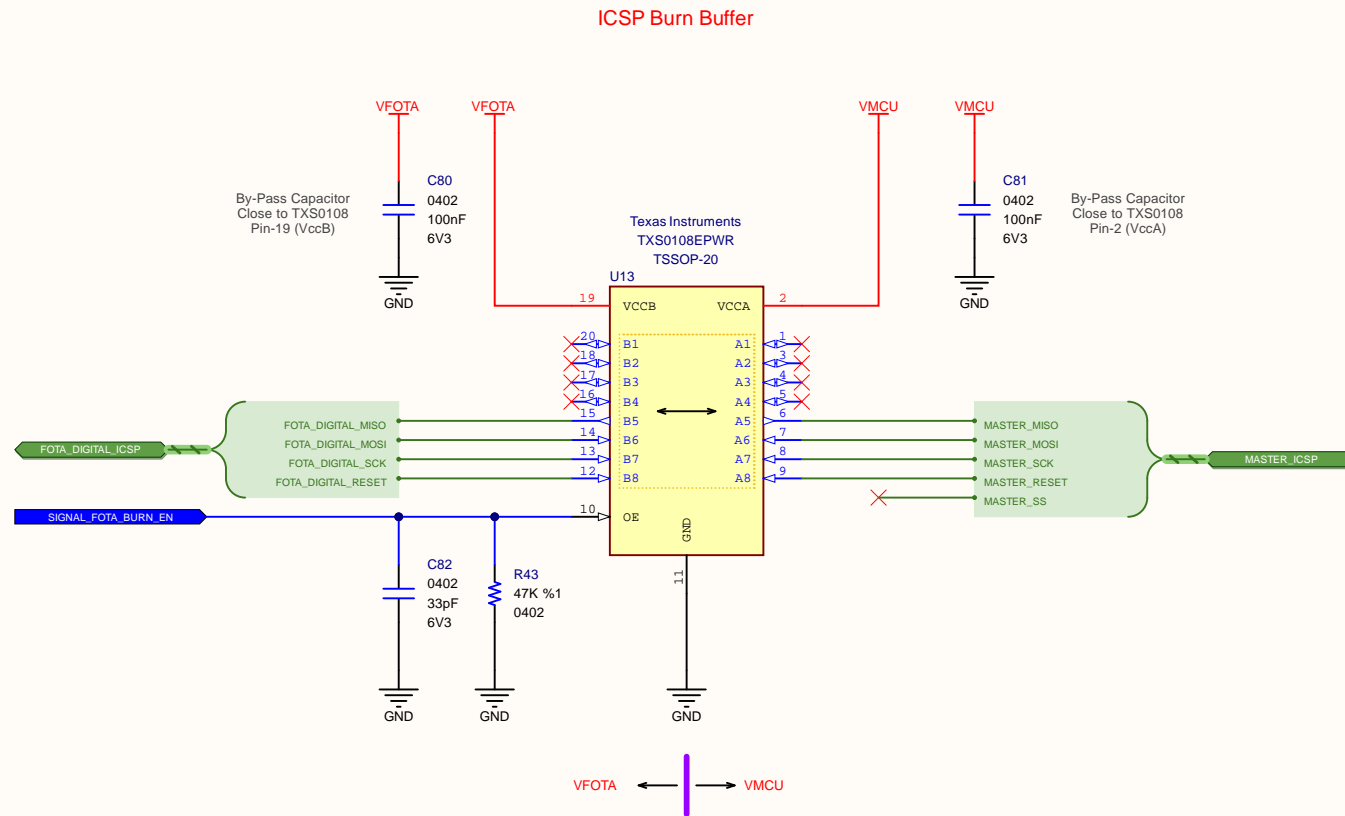 ICSP Burn Buffer
VFOTA
VFOTA
VMCU
VMCU
By-Pass Capacitor
Close to TXS0108
Pin-19 (VccB)
C80
0402
100nF
6V3
GND
Texas Instruments
TXS0108EPWR
TSSOP-20
U13
C81
0402
100nF
6V3
GND
By-Pass Capacitor
Close to TXS0108
Pin-2 (VccA)
19 VCCB VCCA 2
20 B1 A1 1
18 B2 A2 3
17 B3 A3 4
16 B4 A4 5
15 B5 A5 6
14 B6 A6 7
13 B7 A7 8
12 B8 A8 9
10 OE
GND
11
FOTA_DIGITAL_ICSP
FOTA_DIGITAL_MISO
FOTA_DIGITAL_MOSI
FOTA_DIGITAL_SCK
FOTA_DIGITAL_RESET
MASTER_MISO
MASTER_MOSI
MASTER_SCK
MASTER_RESET
MASTER_SS
MASTER_ICSP
SIGNAL_FOTA_BURN_EN
C82
0402
33pF
6V3
R43
47K %1
0402
GND
GND
GND
VFOTA VMCU